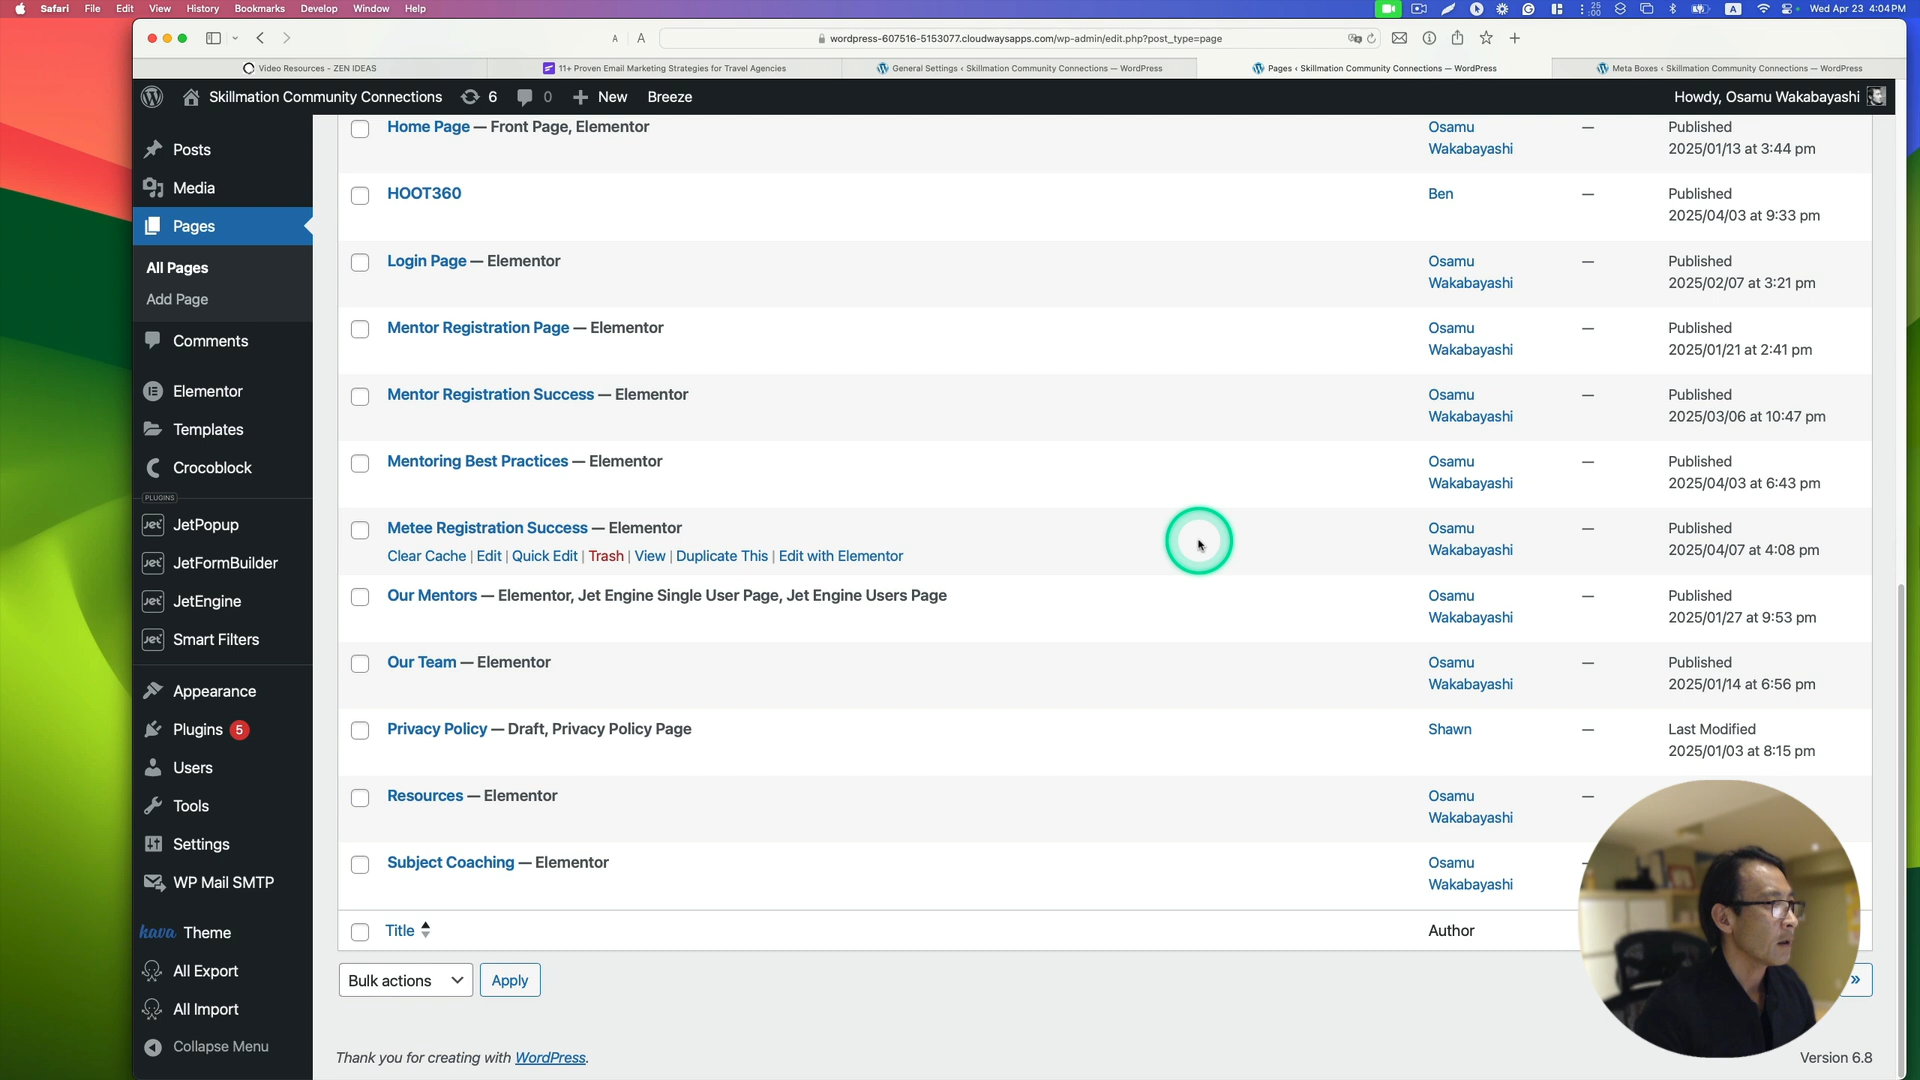 Safari File Edit View History Bookmarks Develop Window Help
25
:00
A
Wed Apr 23 4:04 PM
A A
wordpress-607516-5153077.cloudwaysapps.com/wp-admin/edit.php?post_type=page
Video Resources - ZEN IDEAS
11+ Proven Email Marketing Strategies for Travel Agencies
General Settings ‹ Skillmation Community Connections — WordPress
Pages ‹ Skillmation Community Connections — WordPress
Meta Boxes ‹ Skillmation Community Connections — WordPress
Skillmation Community Connections 6 0 New Breeze
Howdy, Osamu Wakabayashi
Posts
Media
Pages
All Pages
Add Page
Comments
Elementor
Templates
Crocoblock
PLUGINS
Jet JetPopup
Jet JetFormBuilder
Jet JetEngine
Jet Smart Filters
Appearance
Plugins 5
Users
Tools
Settings
WP Mail SMTP
kava Theme
All Export
All Import
Collapse Menu
Home Page — Front Page, Elementor
Osamu
Wakabayashi
—
Published
2025/01/13 at 3:44 pm
HOOT360
Ben
—
Published
2025/04/03 at 9:33 pm
Login Page — Elementor
Osamu
Wakabayashi
—
Published
2025/02/07 at 3:21 pm
Mentor Registration Page — Elementor
Osamu
Wakabayashi
—
Published
2025/01/21 at 2:41 pm
Mentor Registration Success — Elementor
Osamu
Wakabayashi
—
Published
2025/03/06 at 10:47 pm
Mentoring Best Practices — Elementor
Osamu
Wakabayashi
—
Published
2025/04/03 at 6:43 pm
Metee Registration Success — Elementor
Clear Cache | Edit | Quick Edit | Trash | View | Duplicate This | Edit with Elementor
Osamu
Wakabayashi
—
Published
2025/04/07 at 4:08 pm
Our Mentors — Elementor, Jet Engine Single User Page, Jet Engine Users Page
Osamu
Wakabayashi
—
Published
2025/01/27 at 9:53 pm
Our Team — Elementor
Osamu
Wakabayashi
—
Published
2025/01/14 at 6:56 pm
Privacy Policy — Draft, Privacy Policy Page
Shawn
—
Last Modified
2025/01/03 at 8:15 pm
Resources — Elementor
Osamu
Wakabayashi
—
Subject Coaching — Elementor
Osamu
Wakabayashi
Title
Author
Bulk actions
Apply
»
Thank you for creating with WordPress.
Version 6.8